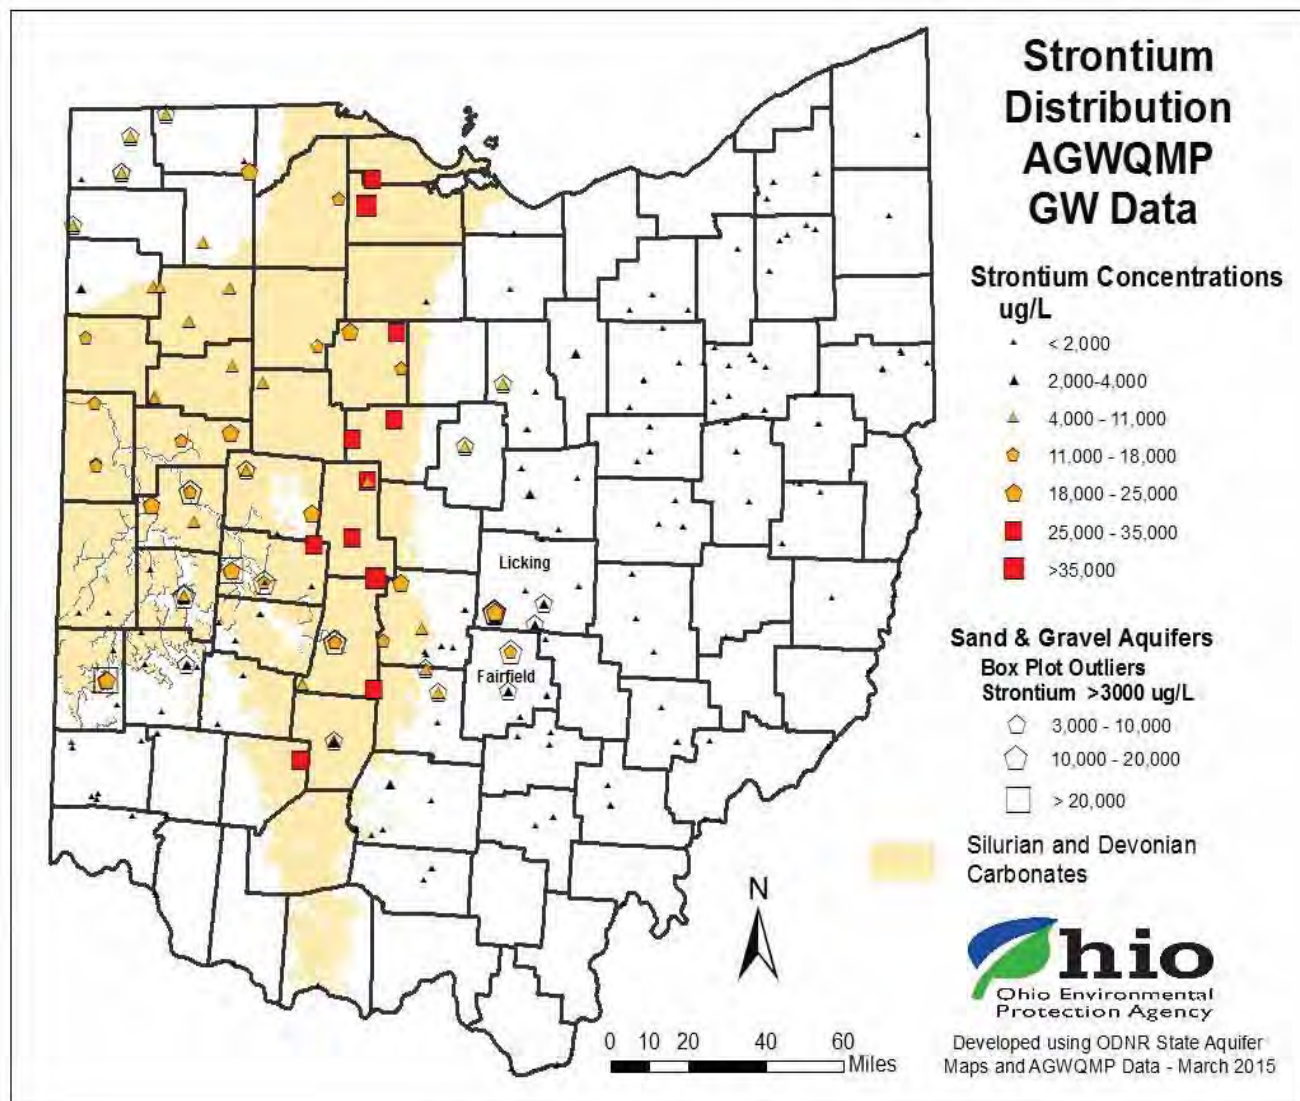 Strontium
Distribution
AGWQMP
GW Data
Strontium Concentrations
ug/L
< 2,000
2,000-4,000
4,000 - 11,000
11,000 - 18,000
18,000 - 25,000
25,000 - 35,000
>35,000
Sand & Gravel Aquifers
Box Plot Outliers
Strontium >3000 ug/L
3,000 - 10,000
10,000 - 20,000
> 20,000
Silurian and Devonian
Carbonates
Licking
Fairfield
N
0 10 20 40 60
Miles
Ohio
Ohio Environmental
Protection Agency
Developed using ODNR State Aquifer
Maps and AGWQMP Data - March 2015